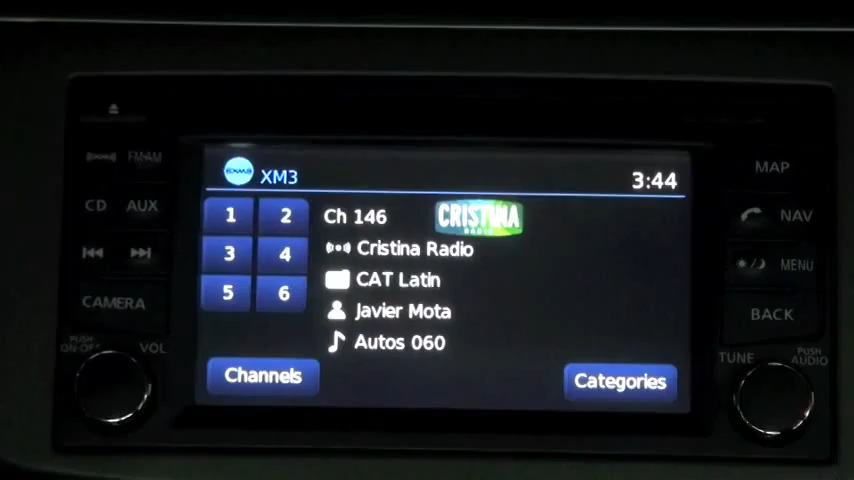 XM3
3:44
1 2
3 4
5 6
Ch 146
CRISTINA
RADIO
Cristina Radio
CAT Latin
Javier Mota
Autos 060
Channels
Categories
FM·AM
CD AUX
CAMERA
PUSH
ON·OFF
VOL
MAP
NAV
MENU
BACK
TUNE
PUSH
AUDIO